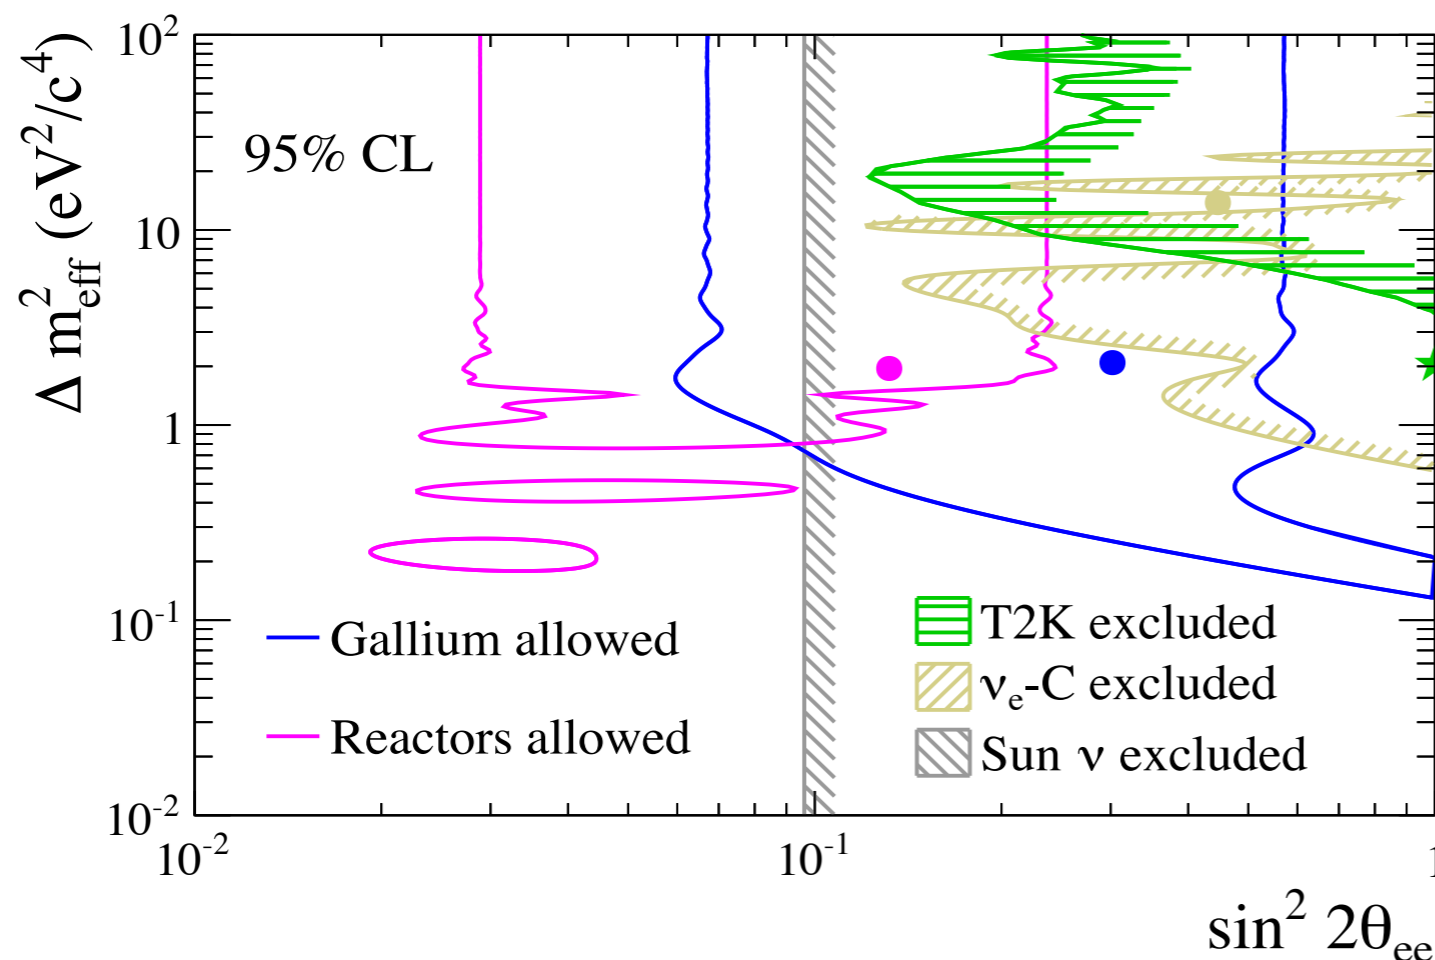 10²
95% CL
10
1
10⁻¹
10⁻²
Δ m²eff (eV²/c⁴)
Gallium allowed
Reactors allowed
T2K excluded
νe-C excluded
Sun ν excluded
10⁻² 10⁻¹ 1
sin² 2θee